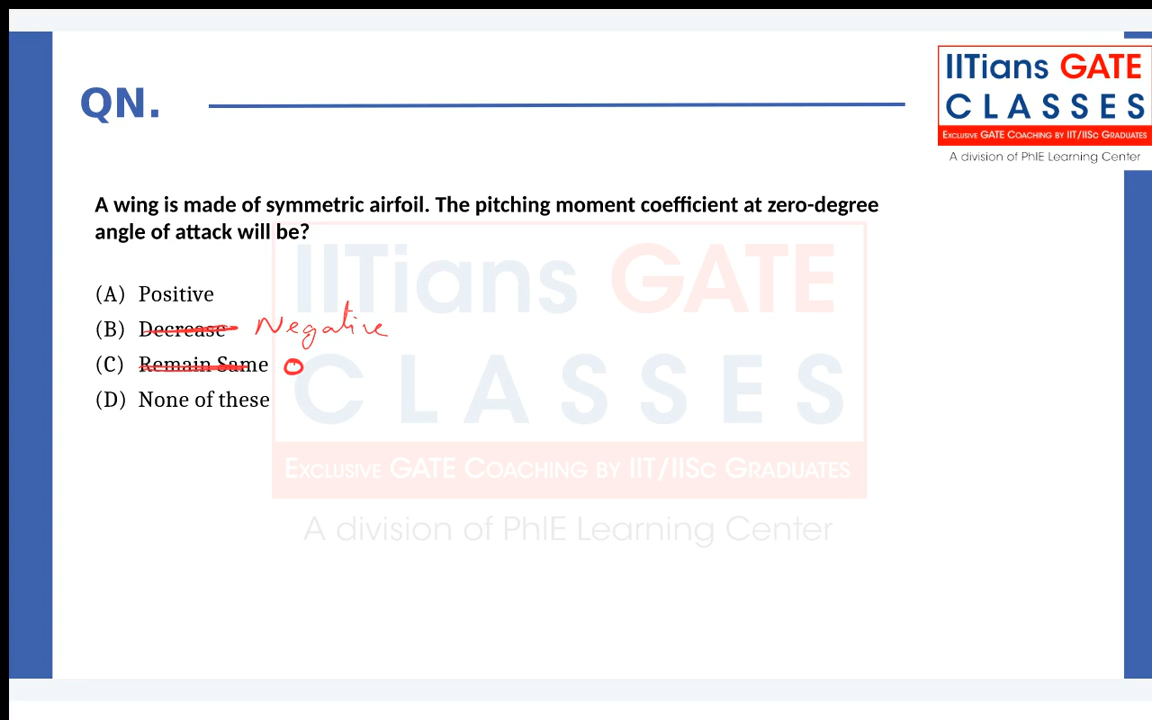 IITians GATE
CLASSES
EXCLUSIVE GATE COACHING BY IIT/IISc GRADUATES
A division of PhIE Learning Center
QN.
A wing is made of symmetric airfoil. The pitching moment coefficient at zero-degree
angle of attack will be?
(A) Positive
(B) Decrease Negative
(C) Remain Same 0
(D) None of these
IITians GATE
CLASSES
EXCLUSIVE GATE COACHING BY IIT/IISc GRADUATES
A division of PhIE Learning Center